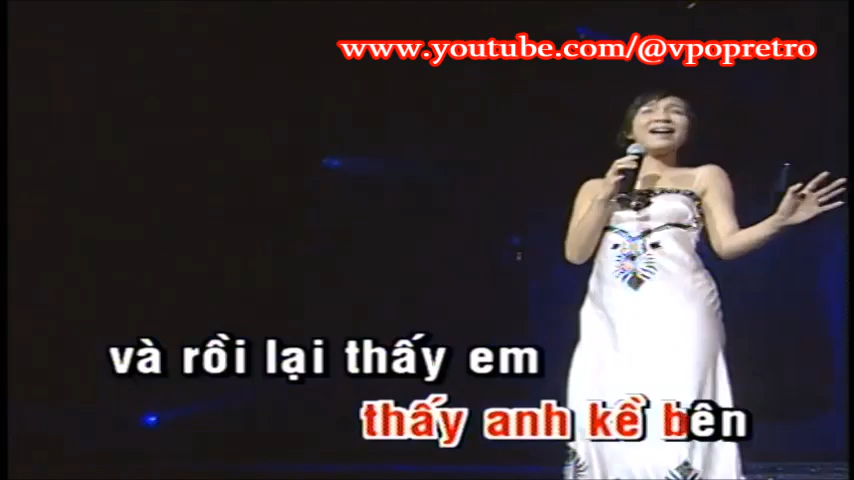 www.youtube.com/@vpopretro
và rồi lại thấy em
thấy anh kề bên